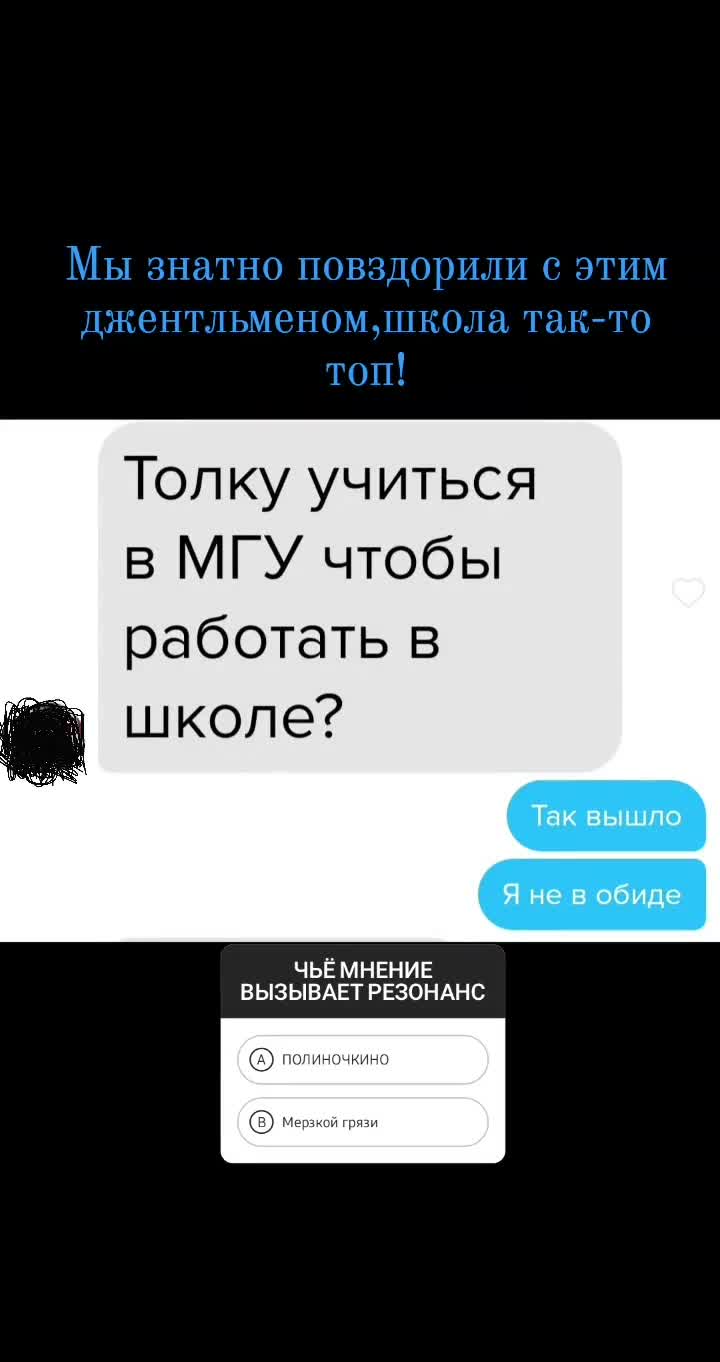 Мы знатно повздорили с этим
джентльменом,школа так-то
топ!
Толку учиться
в МГУ чтобы
работать в
школе?
Так вышло
Я не в обиде
ЧЬЁ МНЕНИЕ
ВЫЗЫВАЕТ РЕЗОНАНС
A ПОЛИНОЧКИНО
B Мерзкой грязи